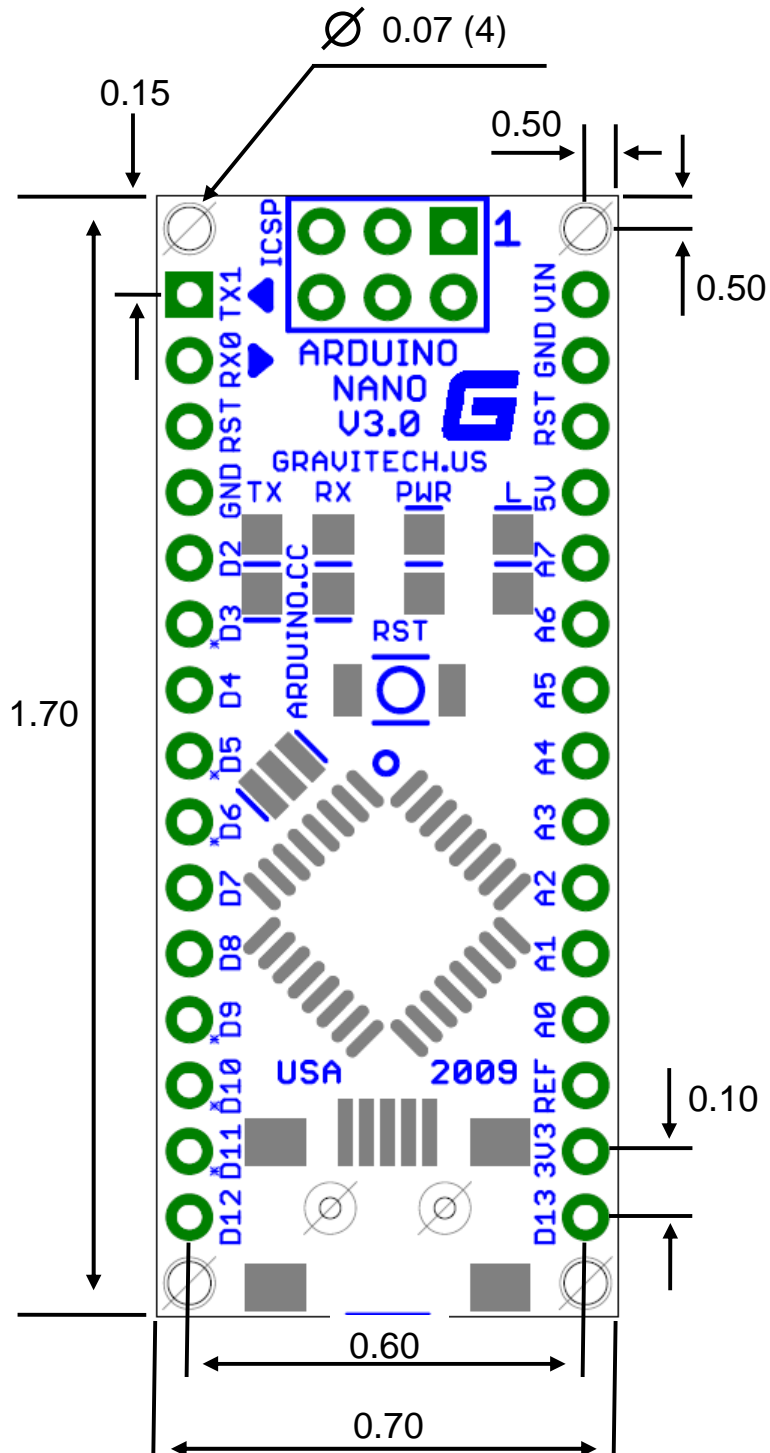 Ø 0.07 (4)
0.15
0.50
0.50
ICSP
1
TX1
RX0
RST
GND
D2
*D3
D4
*D5
*D6
D7
D8
*D9
*D10
*D11
D12
VIN
GND
RST
5V
A7
A6
A5
A4
A3
A2
A1
A0
REF
3V3
D13
ARDUINO
NANO
V3.0
G
GRAVITECH.US
TX RX PWR L
ARDUINO.CC
RST
1.70
USA 2009
0.10
0.60
0.70